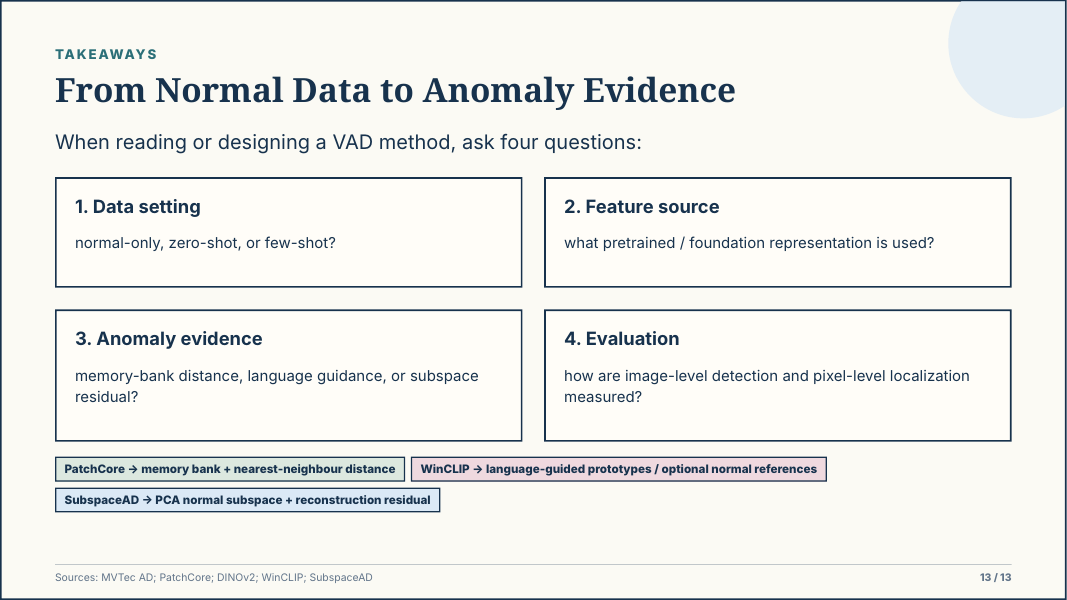 TAKEAWAYS
From Normal Data to Anomaly Evidence
When reading or designing a VAD method, ask four questions:
1. Data setting
normal-only, zero-shot, or few-shot?
2. Feature source
what pretrained / foundation representation is used?
3. Anomaly evidence
memory-bank distance, language guidance, or subspace
residual?
4. Evaluation
how are image-level detection and pixel-level localization
measured?
PatchCore → memory bank + nearest-neighbour distance
WinCLIP → language-guided prototypes / optional normal references
SubspaceAD → PCA normal subspace + reconstruction residual
Sources: MVTec AD; PatchCore; DINOv2; WinCLIP; SubspaceAD
13 / 13